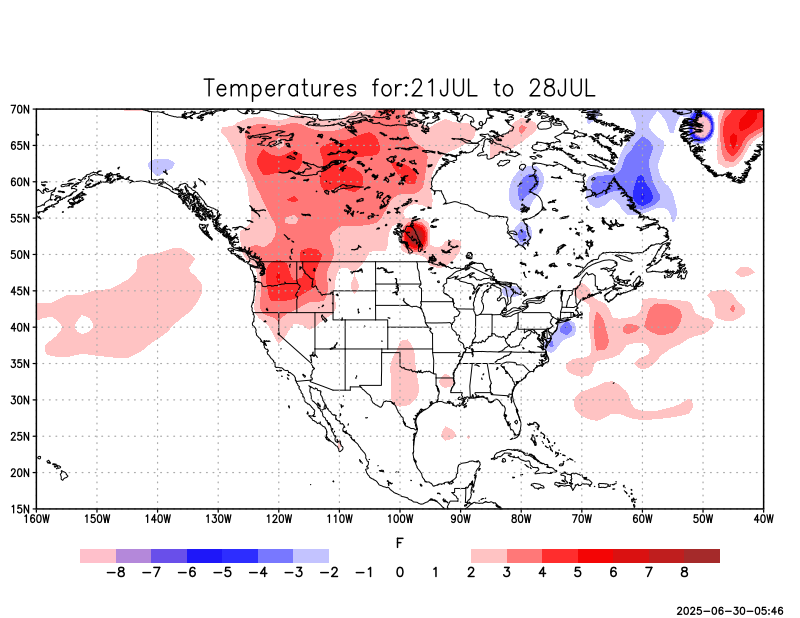 Temperatures for:21JUL to 28JUL
70N
65N
60N
55N
50N
45N
40N
35N
30N
25N
20N
15N
160W 150W 140W 130W 120W 110W 100W 90W 80W 70W 60W 50W 40W
F
-8 -7 -6 -5 -4 -3 -2 -1 0 1 2 3 4 5 6 7 8
2025-06-30-05:46